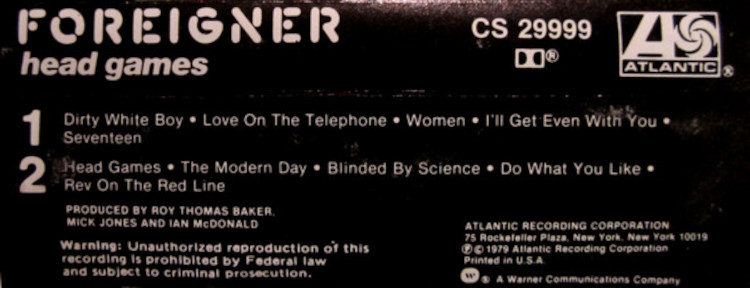 FOREIGNER
head games
CS 29999
ATLANTIC
1 Dirty White Boy • Love On The Telephone • Women • I'll Get Even With You •
Seventeen
2 Head Games • The Modern Day • Blinded By Science • Do What You Like •
Rev On The Red Line
PRODUCED BY ROY THOMAS BAKER,
MICK JONES AND IAN McDONALD
Warning: Unauthorized reproduction of this
recording is prohibited by Federal law
and subject to criminal prosecution.
ATLANTIC RECORDING CORPORATION
75 Rockefeller Plaza, New York, New York 10019
℗ © 1979 Atlantic Recording Corporation
Printed in U.S.A.
® A Warner Communications Company